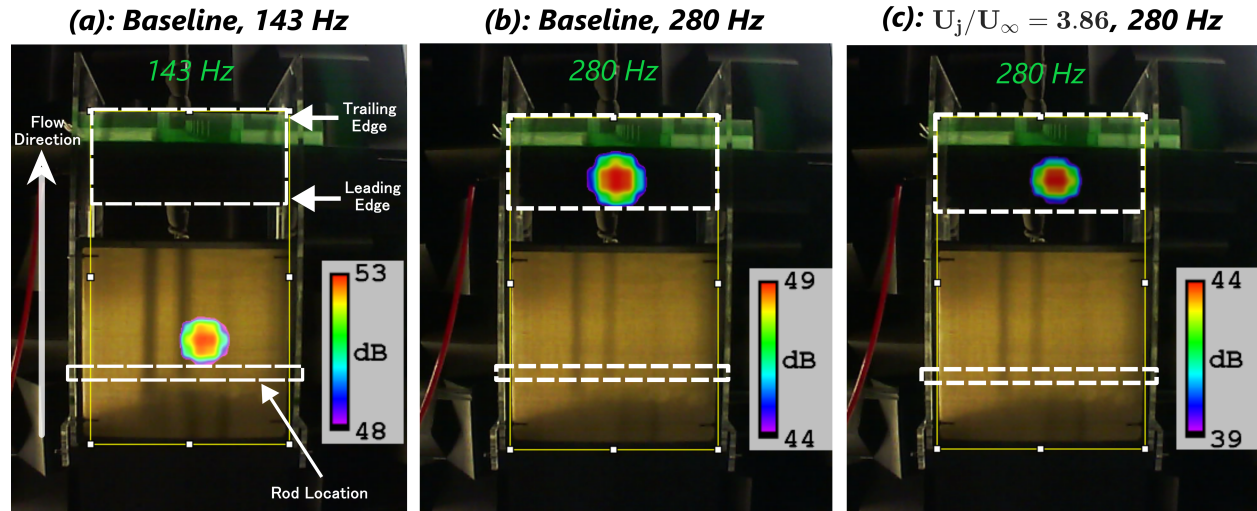 (a): Baseline, 143 Hz
143 Hz
Trailing
Edge
Flow
Direction
Leading
Edge
53
dB
48
Rod Location
(b): Baseline, 280 Hz
280 Hz
49
dB
44
(c): Uj/U∞ = 3.86, 280 Hz
280 Hz
44
dB
39